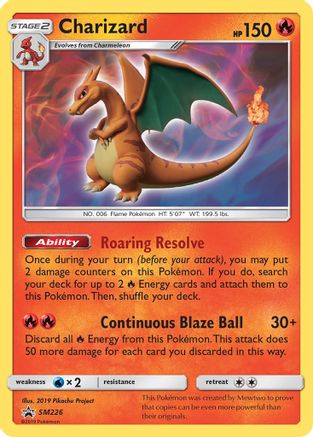 STAGE 2 Charizard HP 150
Evolves from Charmeleon
NO. 006 Flame Pokémon HT: 5'07" WT: 199.5 lbs.
Ability Roaring Resolve
Once during your turn (before your attack), you may put
2 damage counters on this Pokémon. If you do, search
your deck for up to 2 Energy cards and attach them to
this Pokémon. Then, shuffle your deck.
Continuous Blaze Ball 30+
Discard all Energy from this Pokémon. This attack does
50 more damage for each card you discarded in this way.
weakness ×2 resistance retreat
Illus. 2019 Pikachu Project
SM226
©2019 Pokémon
This Pokémon was created by Mewtwo to prove
that copies can be even more powerful than
their originals.